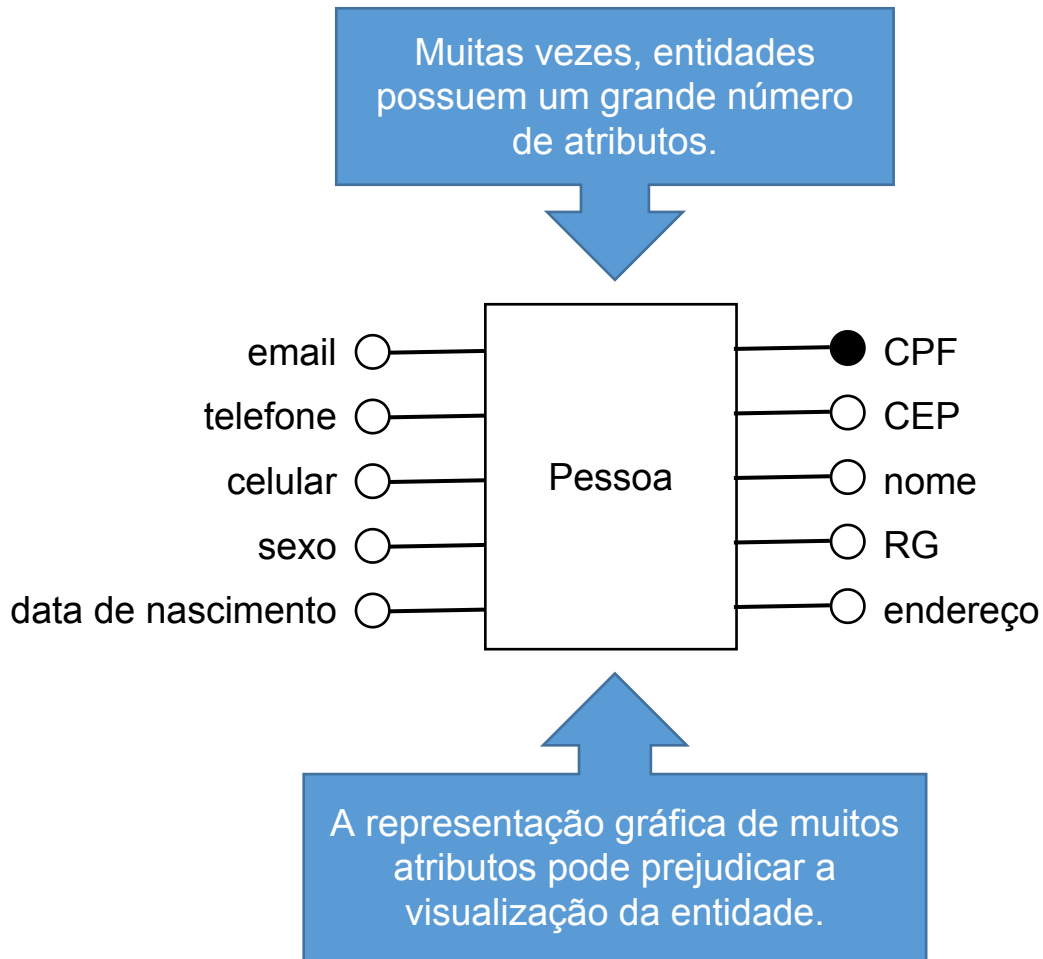 Muitas vezes, entidades
possuem um grande número
de atributos.
email
telefone
celular
sexo
data de nascimento
Pessoa
CPF
CEP
nome
RG
endereço
A representação gráfica de muitos
atributos pode prejudicar a
visualização da entidade.